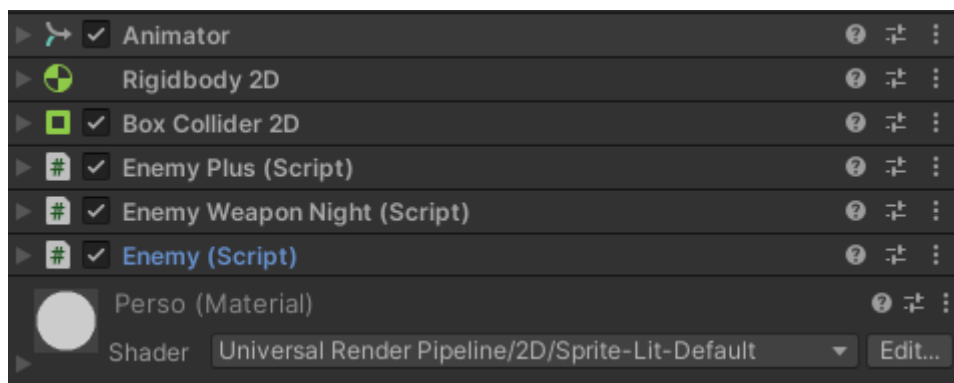 Animator
Rigidbody 2D
Box Collider 2D
# Enemy Plus (Script)
# Enemy Weapon Night (Script)
# Enemy (Script)
Perso (Material)
Shader Universal Render Pipeline/2D/Sprite-Lit-Default Edit...